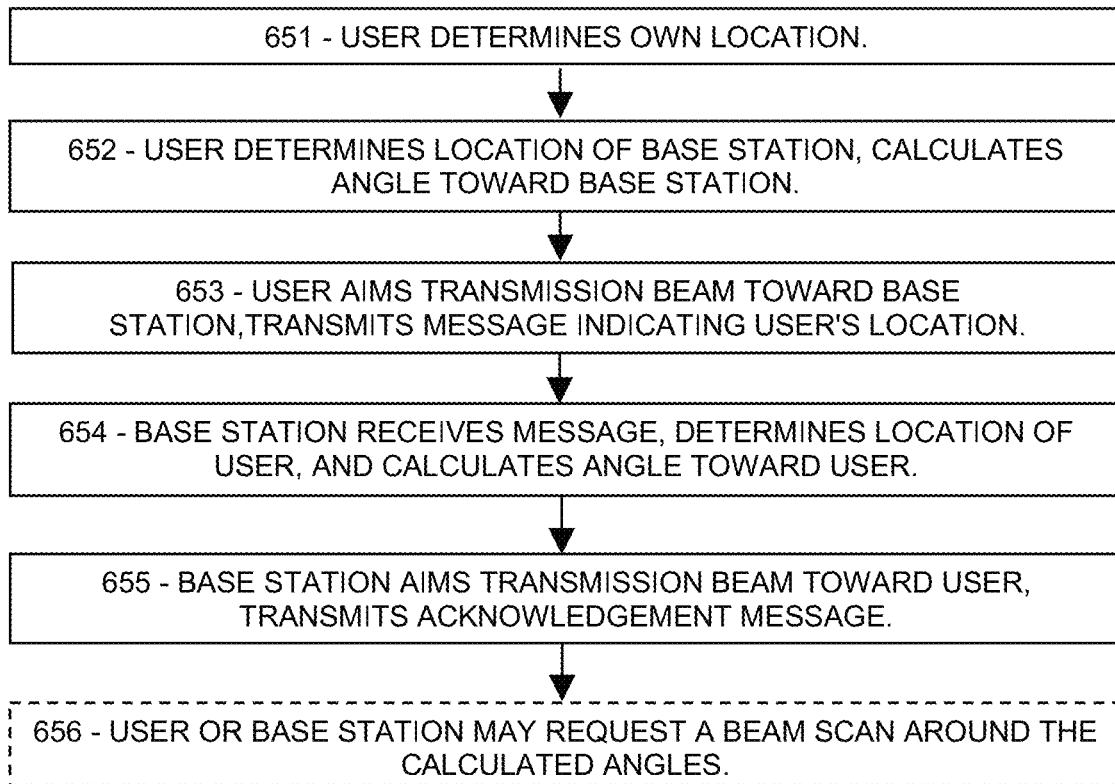 651 - USER DETERMINES OWN LOCATION.
652 - USER DETERMINES LOCATION OF BASE STATION, CALCULATES
ANGLE TOWARD BASE STATION.
653 - USER AIMS TRANSMISSION BEAM TOWARD BASE
STATION,TRANSMITS MESSAGE INDICATING USER'S LOCATION.
654 - BASE STATION RECEIVES MESSAGE, DETERMINES LOCATION OF
USER, AND CALCULATES ANGLE TOWARD USER.
655 - BASE STATION AIMS TRANSMISSION BEAM TOWARD USER,
TRANSMITS ACKNOWLEDGEMENT MESSAGE.
656 - USER OR BASE STATION MAY REQUEST A BEAM SCAN AROUND THE
CALCULATED ANGLES.